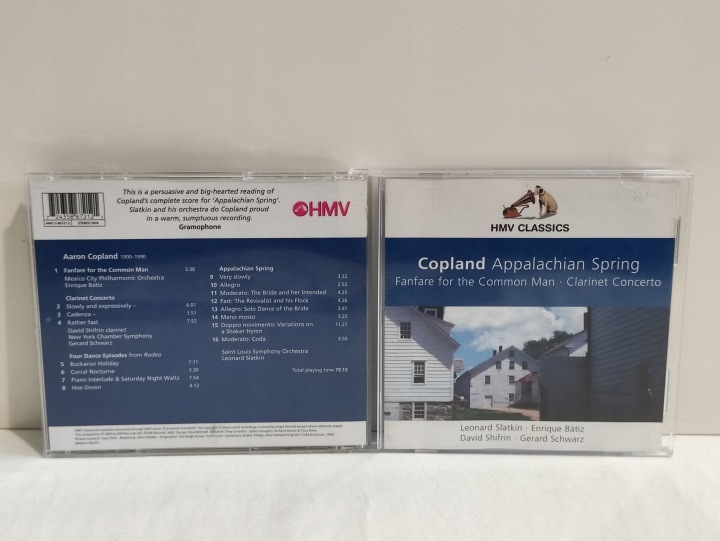 This is a persuasive and big-hearted reading of
Copland's complete score for 'Appalachian Spring'.
Slatkin and his orchestra do Copland proud
in a warm, sumptuous recording.
Gramophone
HMV
Aaron Copland 1900-1990
1 Fanfare for the Common Man 3.38
Mexico City Philharmonic Orchestra
Enrique Bátiz
Clarinet Concerto
2 Slowly and expressively – 6.01
3 Cadenza – 1.51
4 Rather fast 7.52
David Shifrin clarinet
New York Chamber Symphony
Gerard Schwarz
Four Dance Episodes from Rodeo
5 Buckaroo Holiday 7.11
6 Corral Nocturne 3.30
7 Piano Interlude & Saturday Night Waltz 7.54
8 Hoe-Down 4.12
Appalachian Spring
9 Very slowly 3.32
10 Allegro 2.52
11 Moderato: The Bride and her Intended 4.25
12 Fast: The Revivalist and his Flock 4.26
13 Allegro: Solo Dance of the Bride 2.47
14 Meno mosso 3.22
15 Doppio movimento: Variations on 11.27
a Shaker Hymn
16 Moderato: Coda 3.50
Saint Louis Symphony Orchestra
Leonard Slatkin
Total playing time 79.13
HMV CLASSICS
Copland Appalachian Spring
Fanfare for the Common Man · Clarinet Concerto
Leonard Slatkin · Enrique Bátiz
David Shifrin · Gerard Schwarz